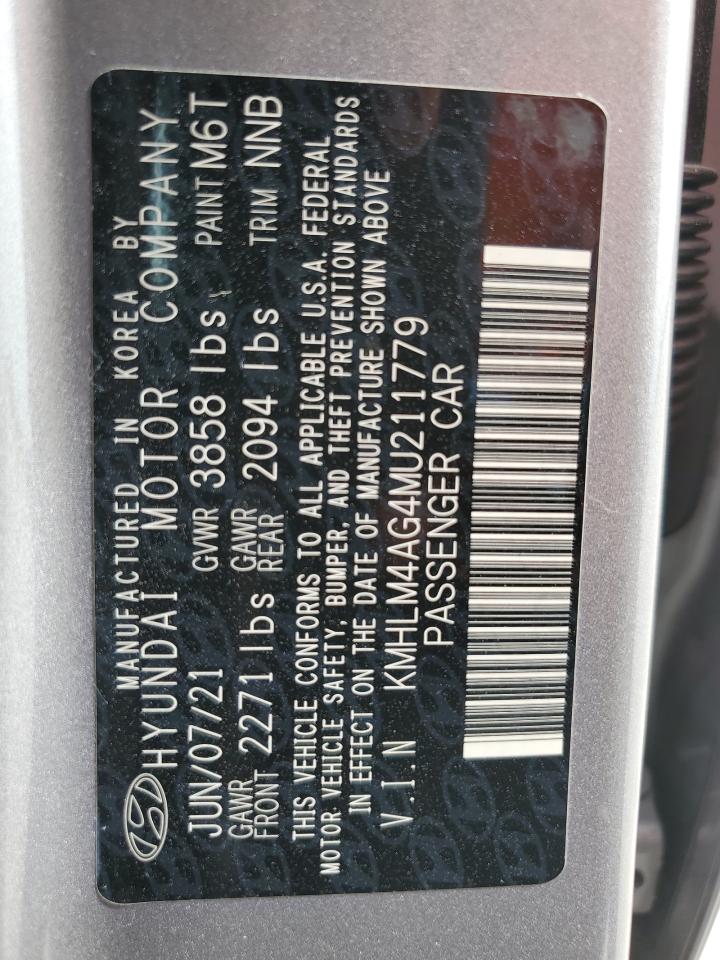 MANUFACTURED IN KOREA BY
HYUNDAI MOTOR COMPANY
JUN/07/21 GVWR 3858 lbs PAINT M6T
GAWR FRONT 2271 lbs GAWR REAR 2094 lbs TRIM NNB
THIS VEHICLE CONFORMS TO ALL APPLICABLE U.S.A. FEDERAL
MOTOR VEHICLE SAFETY, BUMPER, AND THEFT PREVENTION STANDARDS
IN EFFECT ON THE DATE OF MANUFACTURE SHOWN ABOVE
V.I.N KMHLM4AG4MU211779
PASSENGER CAR